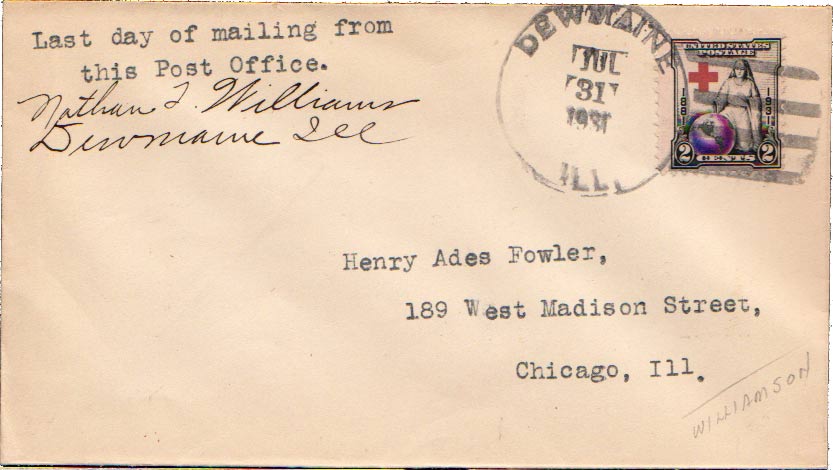 Last day of mailing from
this Post Office.
Nathan T. Williams
Dewmaine Ill
DEWMAINE
JUL
31
1931
ILL.
UNITED STATES
POSTAGE
1881
1931
2 CENTS 2
Henry Ades Fowler,
189 West Madison Street,
Chicago, Ill.
WILLIAMSON